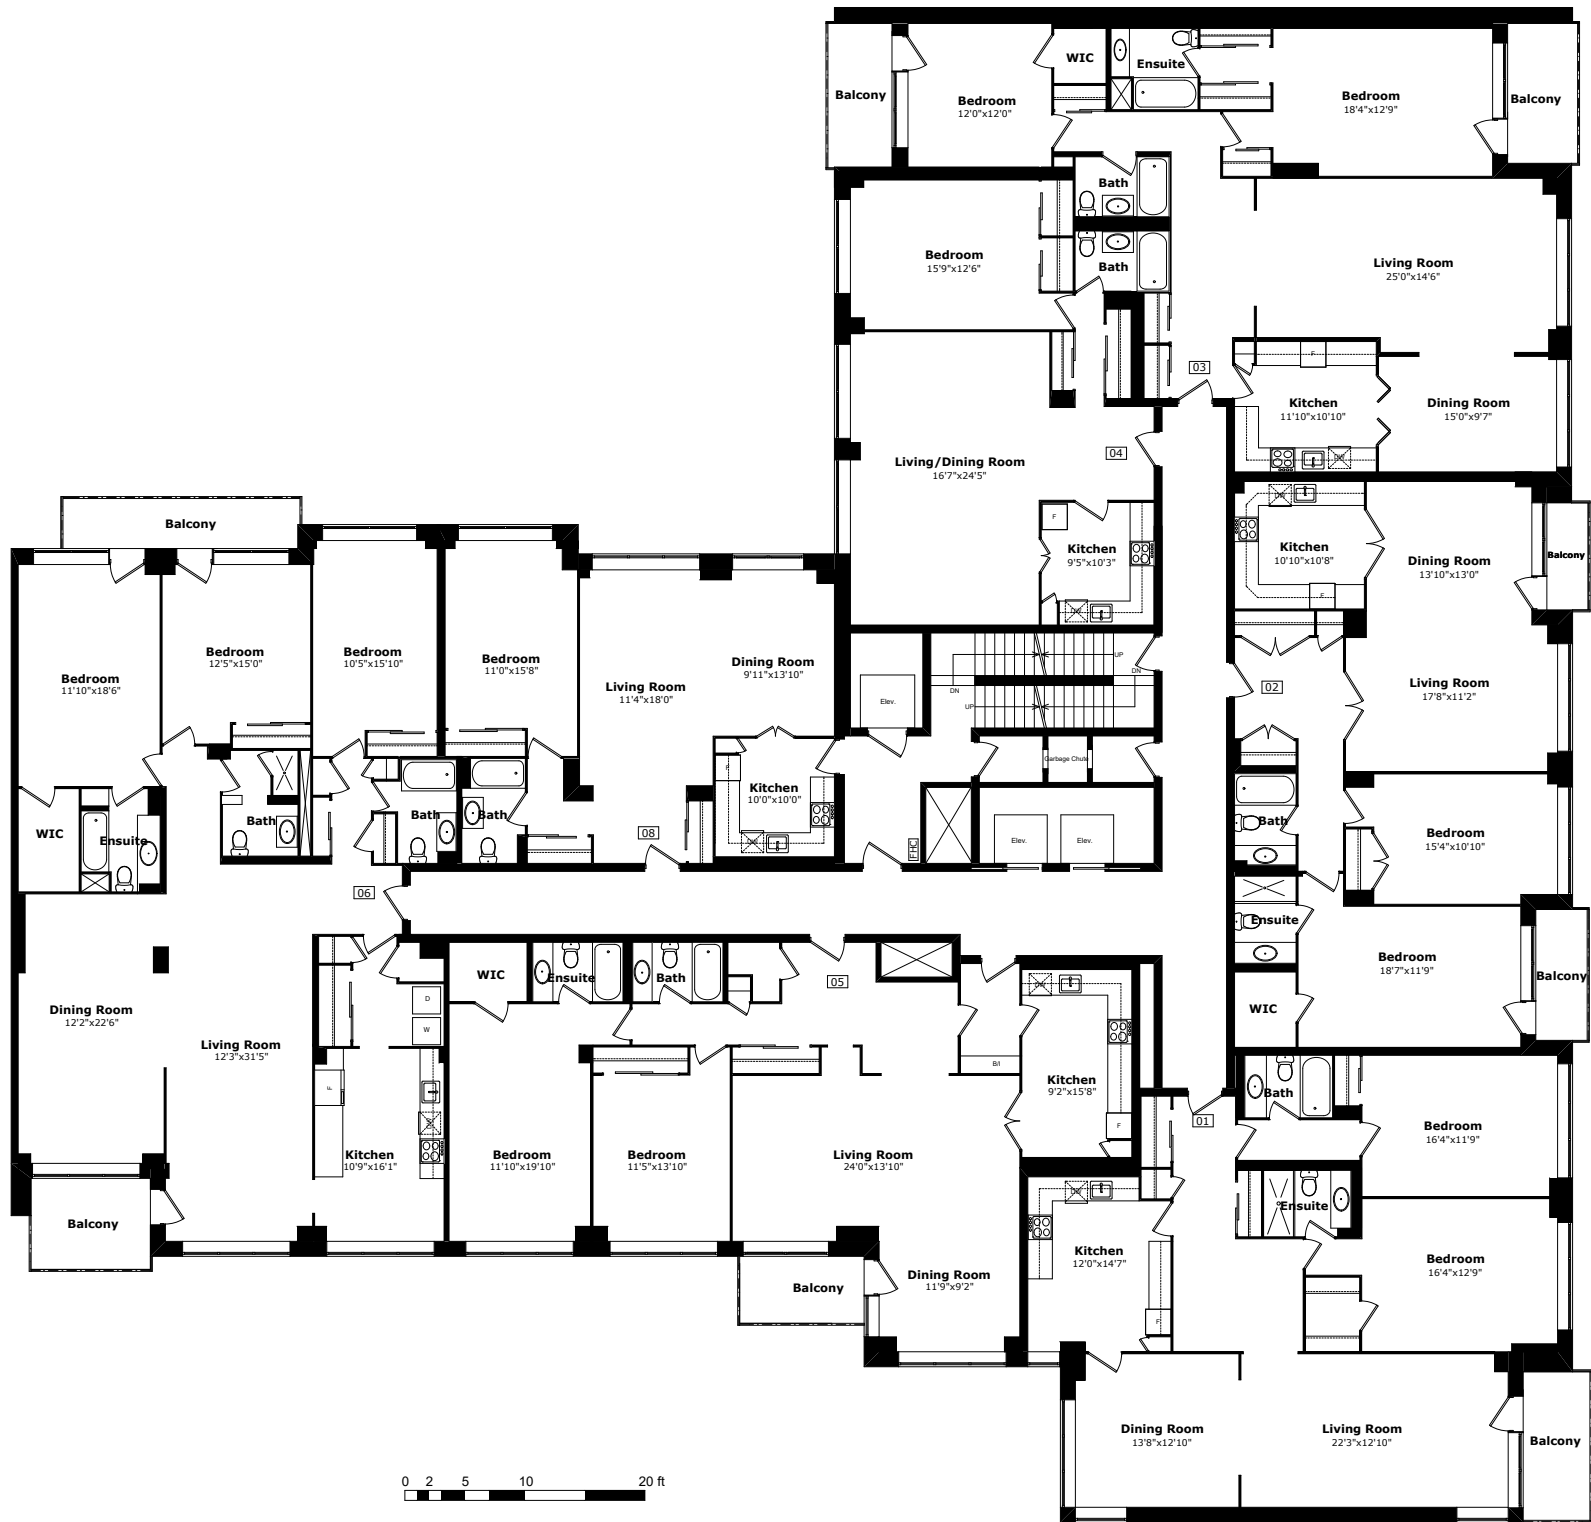 WIC
Ensuite
Balcony
Bedroom
12'0"x12'0"
Bedroom
18'4"x12'9"
Balcony
Bath
Bedroom
15'9"x12'6"
Bath
Living Room
25'0"x14'6"
03
Kitchen
11'10"x10'10"
F
DW
Dining Room
15'0"x9'7"
04
Living/Dining Room
16'7"x24'5"
F
Kitchen
9'5"x10'3"
DW
DW
Kitchen
10'10"x10'8"
F
Dining Room
13'10"x13'0"
Balcony
Balcony
Bedroom
11'10"x18'6"
Bedroom
12'5"x15'0"
Bedroom
10'5"x15'10"
Bedroom
11'0"x15'8"
Living Room
11'4"x18'0"
Dining Room
9'11"x13'10"
UP
DN
DN
UP
Elev.
02
Living Room
17'8"x11'2"
Garbage Chute
F
Kitchen
10'0"x10'0"
DW
WIC
Ensuite
Bath
Bath
Bath
08
FHC
Elev.
Elev.
Bath
Bedroom
15'4"x10'10"
06
Ensuite
Bedroom
18'7"x11'9"
WIC
Balcony
WIC
Ensuite
Bath
05
D
W
DW
Dining Room
12'2"x22'6"
Living Room
12'3"x31'5"
F
DW
Kitchen
10'9"x16'1"
B/I
Kitchen
9'2"x15'8"
F
Bath
01
Bedroom
16'4"x11'9"
Bedroom
11'10"x19'10"
Bedroom
11'5"x13'10"
Living Room
24'0"x13'10"
DW
Ensuite
Balcony
Kitchen
12'0"x14'7"
F
Bedroom
16'4"x12'9"
Dining Room
11'9"x9'2"
Balcony
Dining Room
13'8"x12'10"
Living Room
22'3"x12'10"
Balcony
0 2 5 10 20 ft